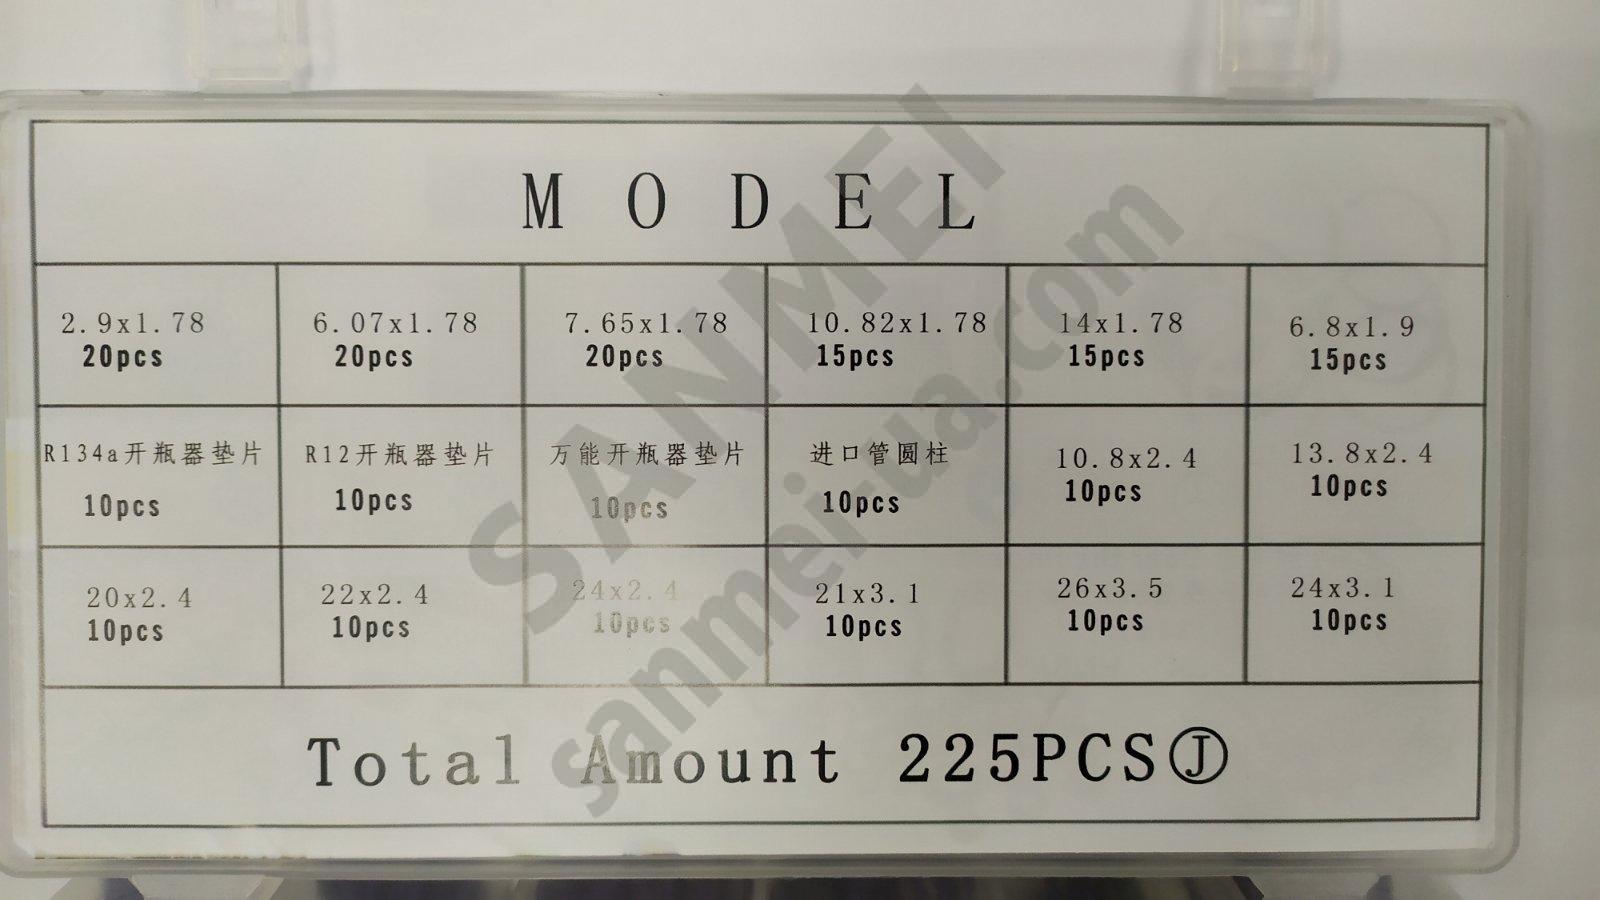 MODEL
2.9x1.78
20pcs
6.07x1.78
20pcs
7.65x1.78
20pcs
10.82x1.78
15pcs
14x1.78
15pcs
6.8x1.9
15pcs
R134a开瓶器垫片
10pcs
R12开瓶器垫片
10pcs
万能开瓶器垫片
10pcs
进口管圆柱
10pcs
10.8x2.4
10pcs
13.8x2.4
10pcs
20x2.4
10pcs
22x2.4
10pcs
24x2.4
10pcs
21x3.1
10pcs
26x3.5
10pcs
24x3.1
10pcs
Total Amount 225PCSⒿ
SANMEI
sanmei-ua.com